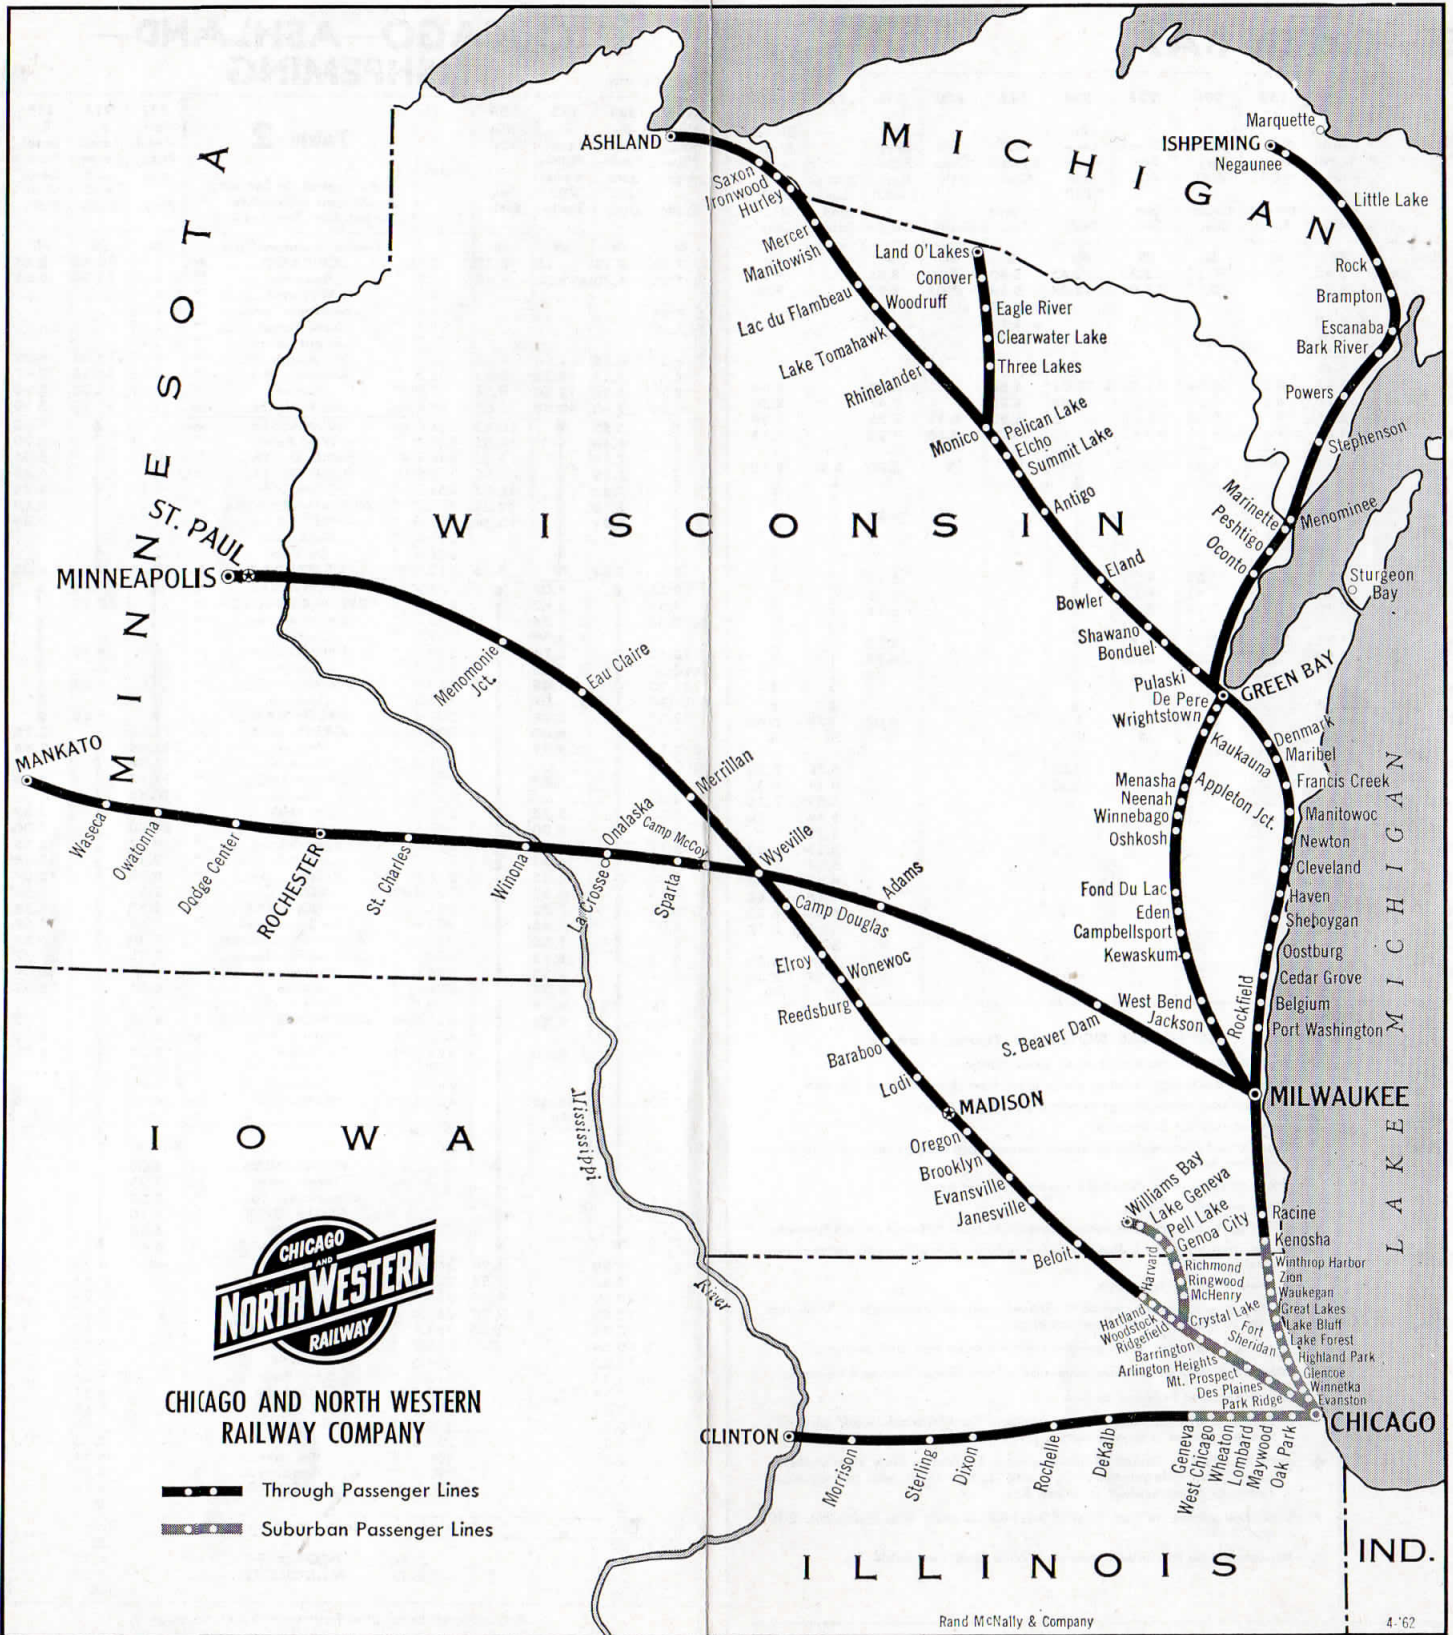 MICHIGAN
Marquette
ISHPEMING
Negaunee
Little Lake
Rock
Brampton
Escanaba
Bark River
Powers
Stephenson
Menominee
Marinette
Peshtigo
Oconto
Sturgeon
Bay
ASHLAND
Saxon
Ironwood
Hurley
Mercer
Manitowish
Lac du Flambeau
Woodruff
Lake Tomahawk
Rhinelander
Land O'Lakes
Conover
Eagle River
Clearwater Lake
Three Lakes
Monico
Pelican Lake
Elcho
Summit Lake
Antigo
Eland
Bowler
Shawano
Bonduel
Pulaski
GREEN BAY
De Pere
Wrightstown
Kaukauna
Appleton Jct.
Menasha
Neenah
Winnebago
Oshkosh
Fond Du Lac
Eden
Campbellsport
Kewaskum
West Bend
Jackson
Rockfield
Denmark
Maribel
Francis Creek
Manitowoc
Newton
Cleveland
Haven
Sheboygan
Oostburg
Cedar Grove
Belgium
Port Washington
MILWAUKEE
LAKE MICHIGAN
MINNESOTA
WISCONSIN
ST. PAUL
MINNEAPOLIS
Menomonie
Jct.
Eau Claire
Merrillan
Wyeville
MANKATO
Waseca
Owatonna
Dodge Center
ROCHESTER
St. Charles
Winona
La Crosse
Onalaska
Sparta
Camp McCoy
Adams
S. Beaver Dam
Camp Douglas
Elroy
Wonewoc
Reedsburg
Baraboo
Lodi
MADISON
Oregon
Brooklyn
Evansville
Janesville
Beloit
Harvard
Hartland
Woodstock
Ridgefield
Crystal Lake
Barrington
Arlington Heights
Mt. Prospect
Des Plaines
Park Ridge
Williams Bay
Lake Geneva
Pell Lake
Genoa City
Richmond
Ringwood
McHenry
Racine
Kenosha
Winthrop Harbor
Zion
Waukegan
Great Lakes
Lake Bluff
Lake Forest
Fort
Sheridan
Highland Park
Glencoe
Winnetka
Evanston
CHICAGO
IOWA
Mississippi
River
CLINTON
Morrison
Sterling
Dixon
Rochelle
DeKalb
Geneva
West Chicago
Wheaton
Lombard
Maywood
Oak Park
CHICAGO
AND
NORTH WESTERN
RAILWAY
CHICAGO AND NORTH WESTERN
RAILWAY COMPANY
Through Passenger Lines
Suburban Passenger Lines
ILLINOIS
IND.
Rand McNally & Company
4-'62